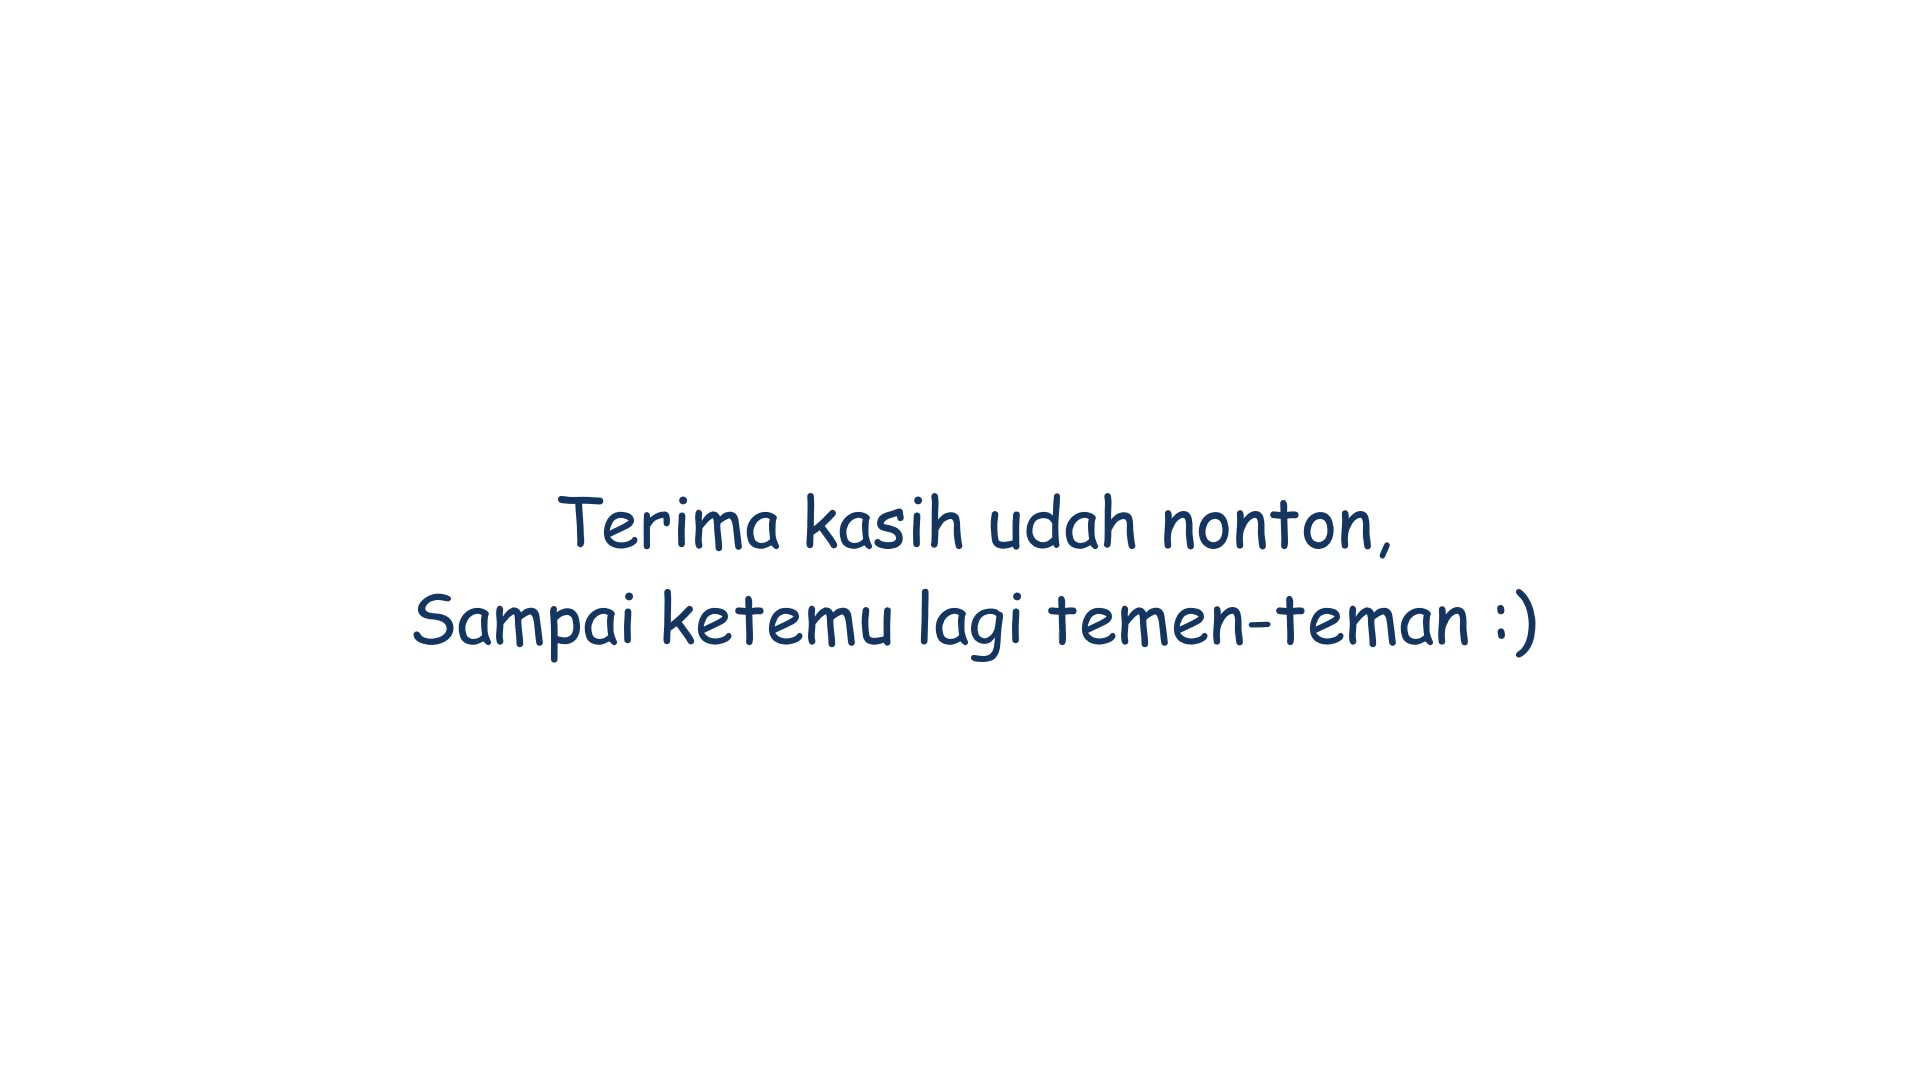 Terima kasih udah nonton,
Sampai ketemu lagi temen-teman :)